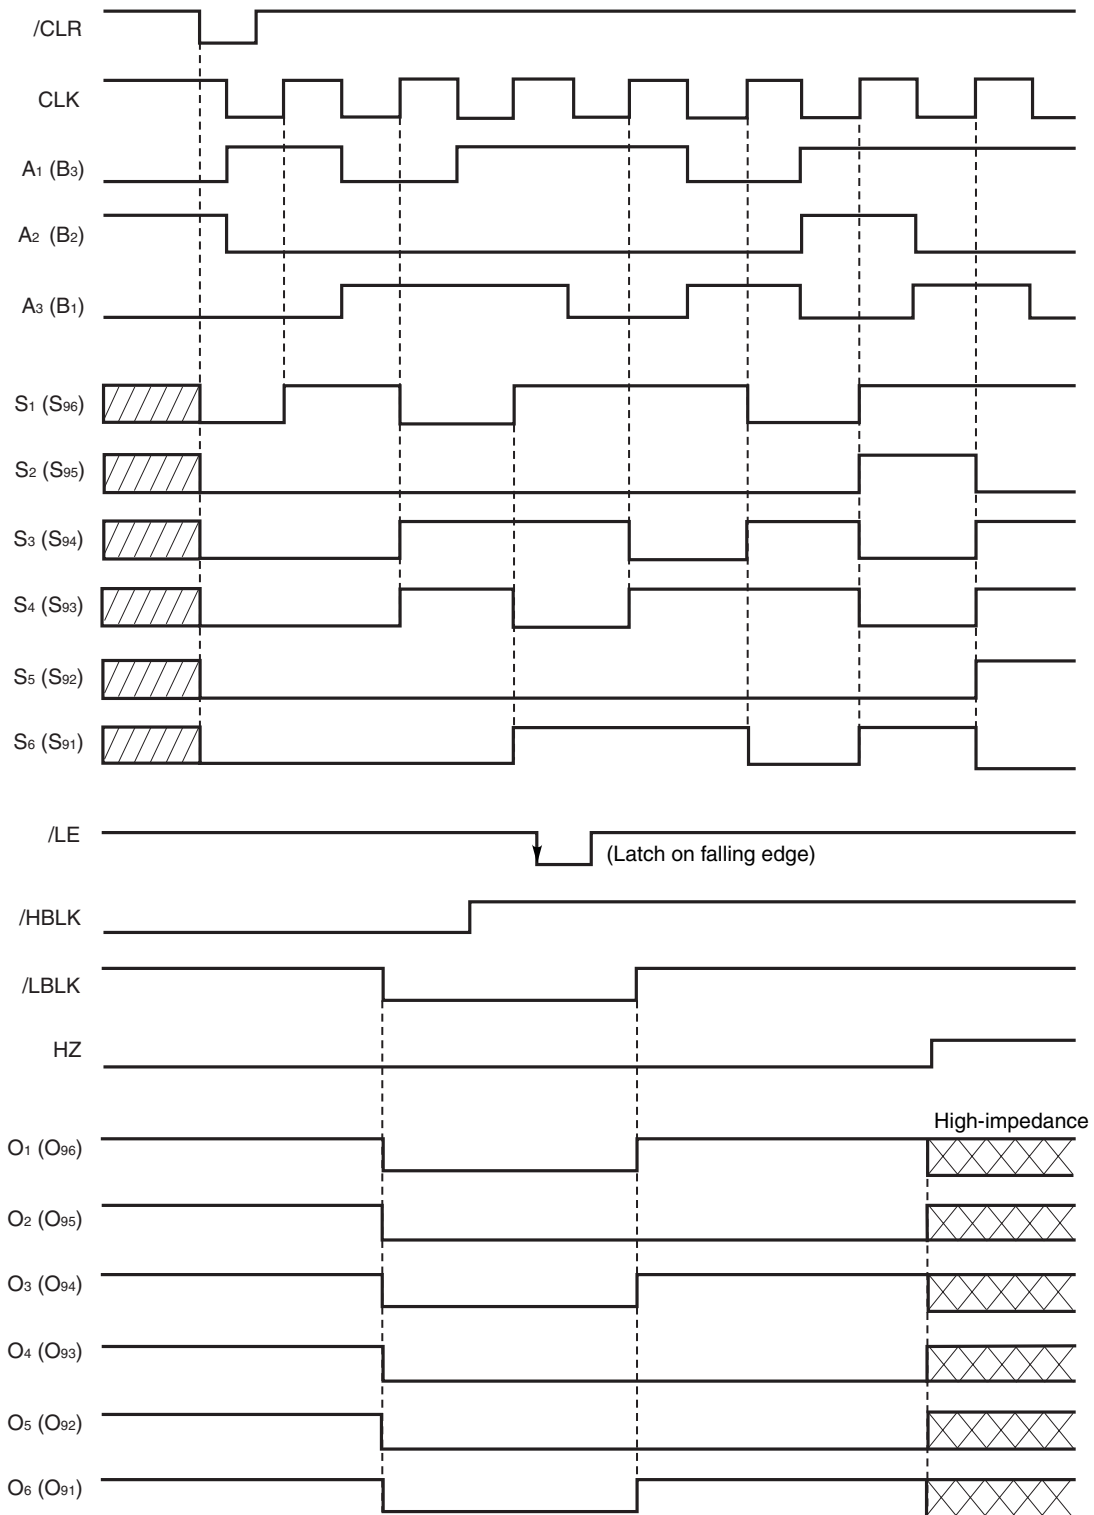 /CLR
CLK
A1 (B3)
A2 (B2)
A3 (B1)
S1 (S96)
S2 (S95)
S3 (S94)
S4 (S93)
S5 (S92)
S6 (S91)
/LE
(Latch on falling edge)
/HBLK
/LBLK
HZ
High-impedance
O1 (O96)
O2 (O95)
O3 (O94)
O4 (O93)
O5 (O92)
O6 (O91)